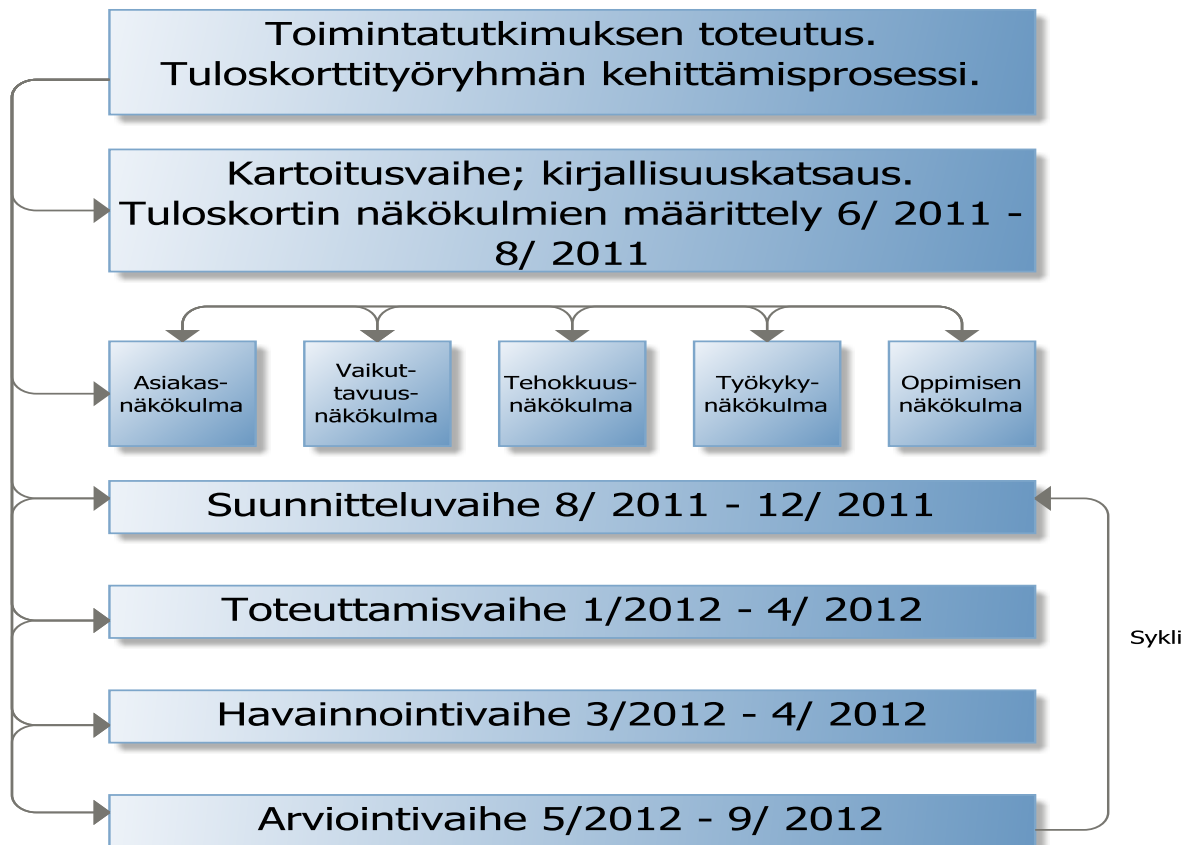 Toimintatutkimuksen toteutus.
Tuloskorttityöryhmän kehittämisprosessi.
Kartoitusvaihe; kirjallisuuskatsaus.
Tuloskortin näkökulmien määrittely 6/ 2011 -
8/ 2011
Asiakas-
näkökulma
Vaikut-
tavuus-
näkökulma
Tehokkuus-
näkökulma
Työkyky-
näkökulma
Oppimisen
näkökulma
Suunnitteluvaihe 8/ 2011 - 12/ 2011
Toteuttamisvaihe 1/2012 - 4/ 2012
Sykli
Havainnointivaihe 3/2012 - 4/ 2012
Arviointivaihe 5/2012 - 9/ 2012